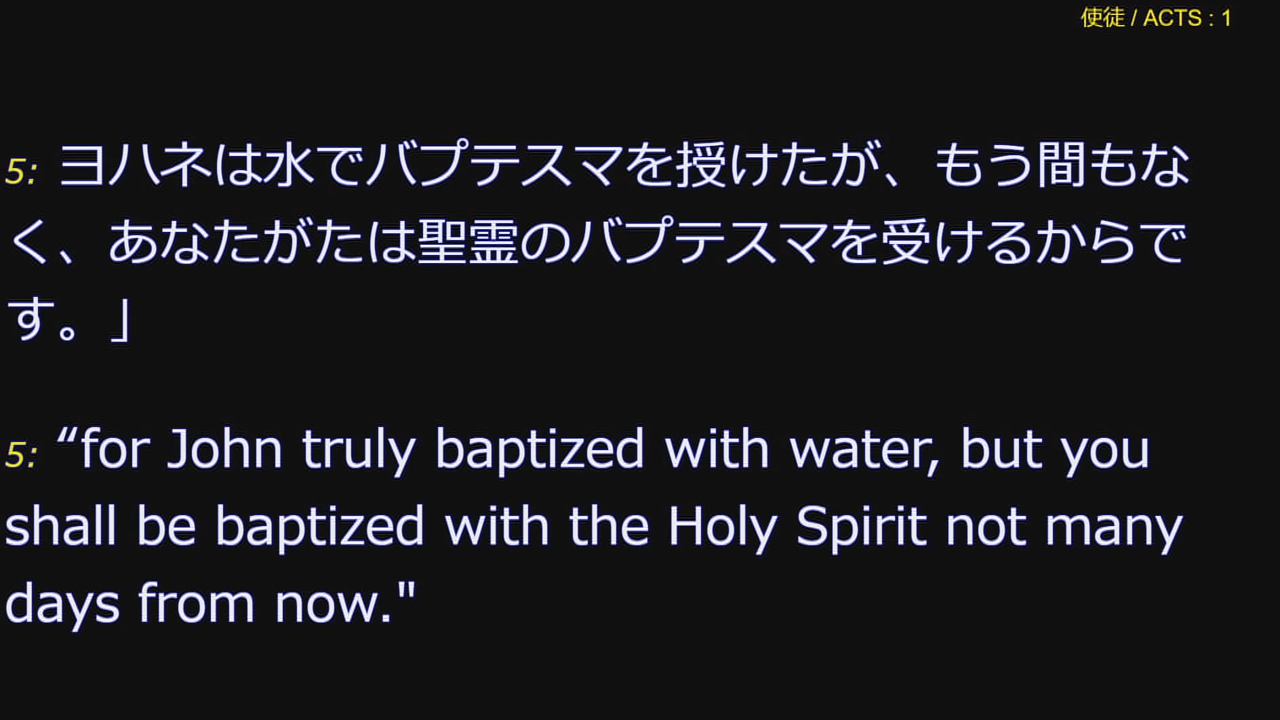 使徒 / ACTS : 1
5: ヨハネは水でバプテスマを授けたが、もう間もな
く、あなたがたは聖霊のバプテスマを受けるからで
す。」
5: “for John truly baptized with water, but you
shall be baptized with the Holy Spirit not many
days from now."